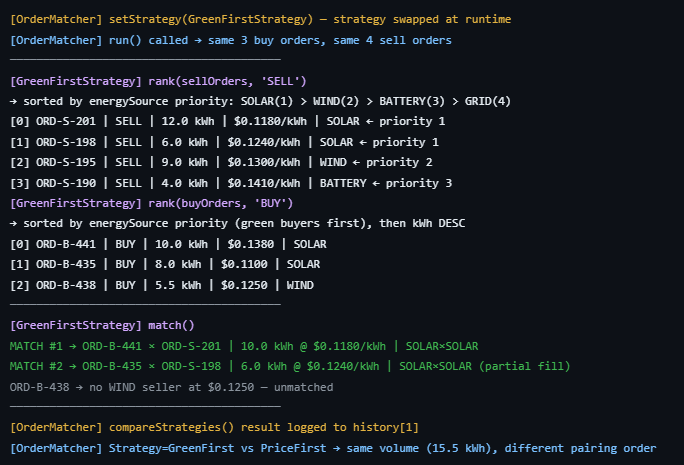 [OrderMatcher] setStrategy(GreenFirstStrategy) — strategy swapped at runtime
[OrderMatcher] run() called → same 3 buy orders, same 4 sell orders
[GreenFirstStrategy] rank(sellOrders, 'SELL')
→ sorted by energySource priority: SOLAR(1) > WIND(2) > BATTERY(3) > GRID(4)
[0] ORD-S-201 | SELL | 12.0 kWh | $0.1180/kWh | SOLAR ← priority 1
[1] ORD-S-198 | SELL | 6.0 kWh | $0.1240/kWh | SOLAR ← priority 1
[2] ORD-S-195 | SELL | 9.0 kWh | $0.1300/kWh | WIND ← priority 2
[3] ORD-S-190 | SELL | 4.0 kWh | $0.1410/kWh | BATTERY ← priority 3
[GreenFirstStrategy] rank(buyOrders, 'BUY')
→ sorted by energySource priority (green buyers first), then kWh DESC
[0] ORD-B-441 | BUY | 10.0 kWh | $0.1380 | SOLAR
[1] ORD-B-435 | BUY | 8.0 kWh | $0.1100 | SOLAR
[2] ORD-B-438 | BUY | 5.5 kWh | $0.1250 | WIND
[GreenFirstStrategy] match()
MATCH #1 → ORD-B-441 × ORD-S-201 | 10.0 kWh @ $0.1180/kWh | SOLAR×SOLAR
MATCH #2 → ORD-B-435 × ORD-S-198 | 6.0 kWh @ $0.1240/kWh | SOLAR×SOLAR (partial fill)
ORD-B-438 → no WIND seller at $0.1250 — unmatched
[OrderMatcher] compareStrategies() result logged to history[1]
[OrderMatcher] Strategy=GreenFirst vs PriceFirst → same volume (15.5 kWh), different pairing order